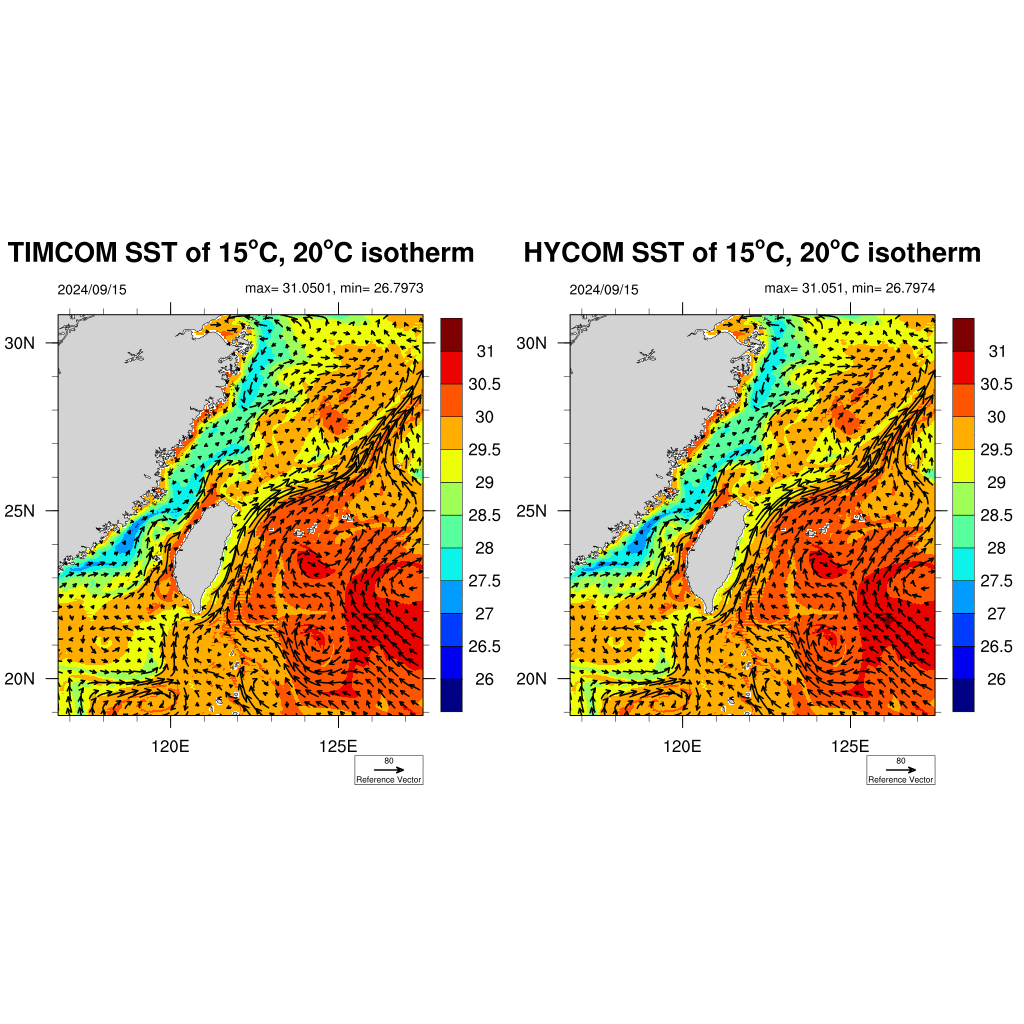 TIMCOM SST of 15°C, 20°C isotherm
2024/09/15
max= 31.0501, min= 26.7973
30N
25N
20N
120E
125E
31
30.5
30
29.5
29
28.5
28
27.5
27
26.5
26
80
Reference Vector
HYCOM SST of 15°C, 20°C isotherm
2024/09/15
max= 31.051, min= 26.7974
30N
25N
20N
120E
125E
31
30.5
30
29.5
29
28.5
28
27.5
27
26.5
26
80
Reference Vector